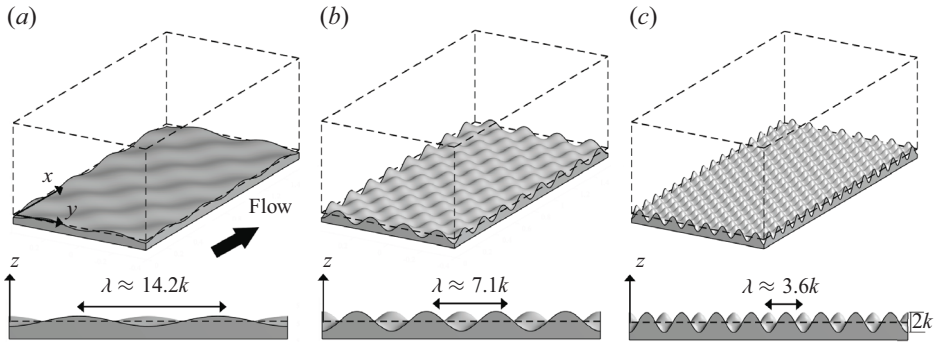 (a)
(b)
(c)
x
y
Flow
z
λ ≈ 14.2k
z
λ ≈ 7.1k
z
λ ≈ 3.6k
2k